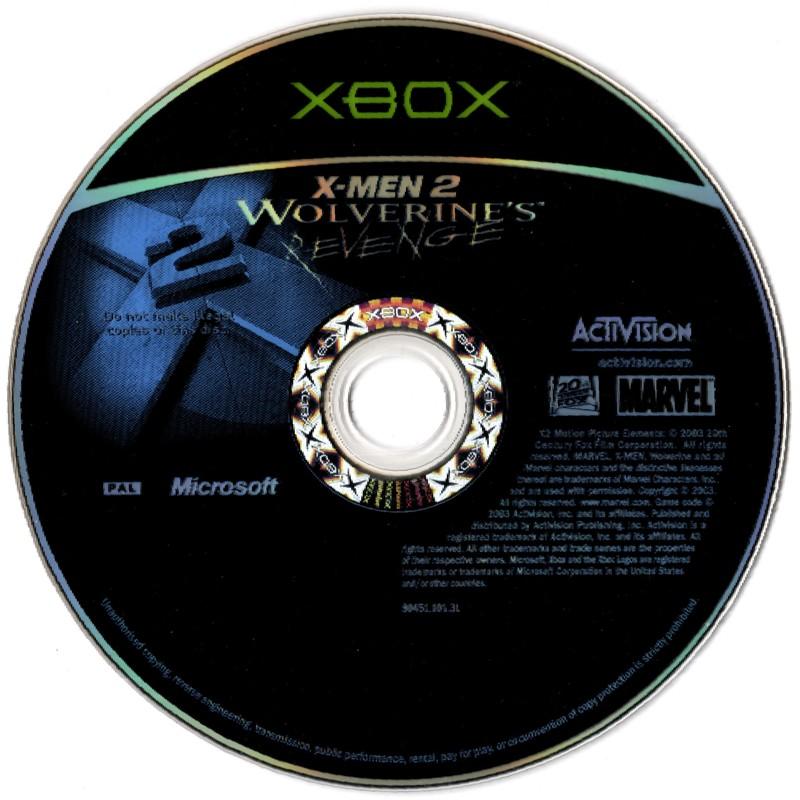 XBOX
X-MEN 2
WOLVERINE'S
REVENGE
2
Do not make illegal
copies of this disc.
XBOX
ACTIVISION
activision.com
20
MARVEL
PAL
Microsoft
X2 Motion Picture Elements: © 2003 20th
Century Fox Film Corporation. All rights
reserved. MARVEL, X-MEN, Wolverine and all
Marvel characters and the distinctive likenesses
thereof are trademarks of Marvel Characters, Inc.
and are used with permission. Copyright © 2003.
All rights reserved. www.marvel.com. Game code ©
2003 Activision, Inc. and its affiliates. Published and
distributed by Activision Publishing, Inc. Activision is a
registered trademark of Activision, Inc. and its affiliates. All
rights reserved. All other trademarks and trade names are the properties
of their respective owners. Microsoft, Xbox and the Xbox Logos are registered
trademarks or trademarks of Microsoft Corporation in the United States
and/or other countries.
Unauthorised copying, reverse engineering, transmission, public performance, rental, pay for play, or circumvention of copy protection is strictly prohibited.